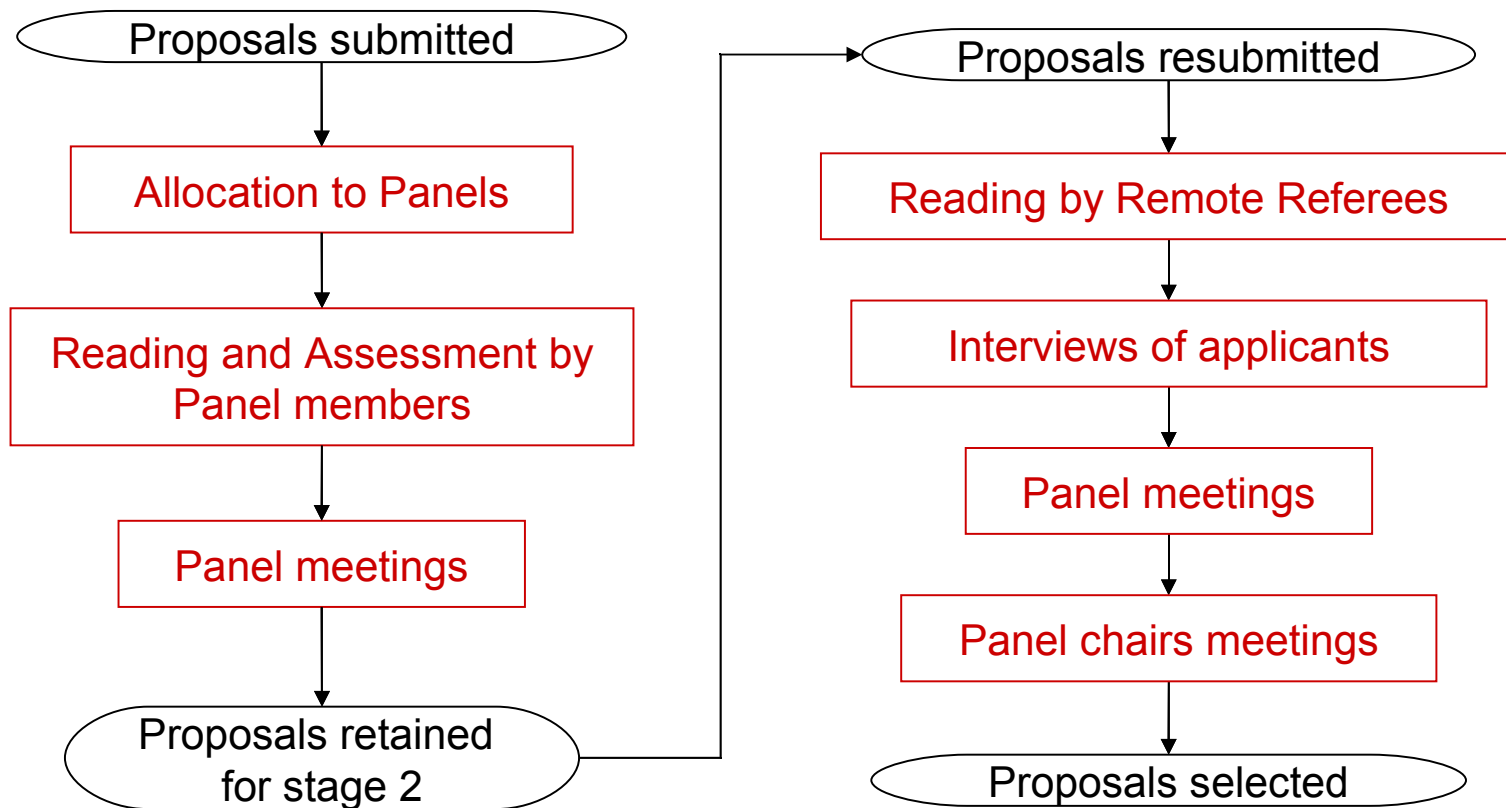 Proposals submitted
Allocation to Panels
Reading and Assessment by
Panel members
Panel meetings
Proposals retained
for stage 2
Proposals resubmitted
Reading by Remote Referees
Interviews of applicants
Panel meetings
Panel chairs meetings
Proposals selected